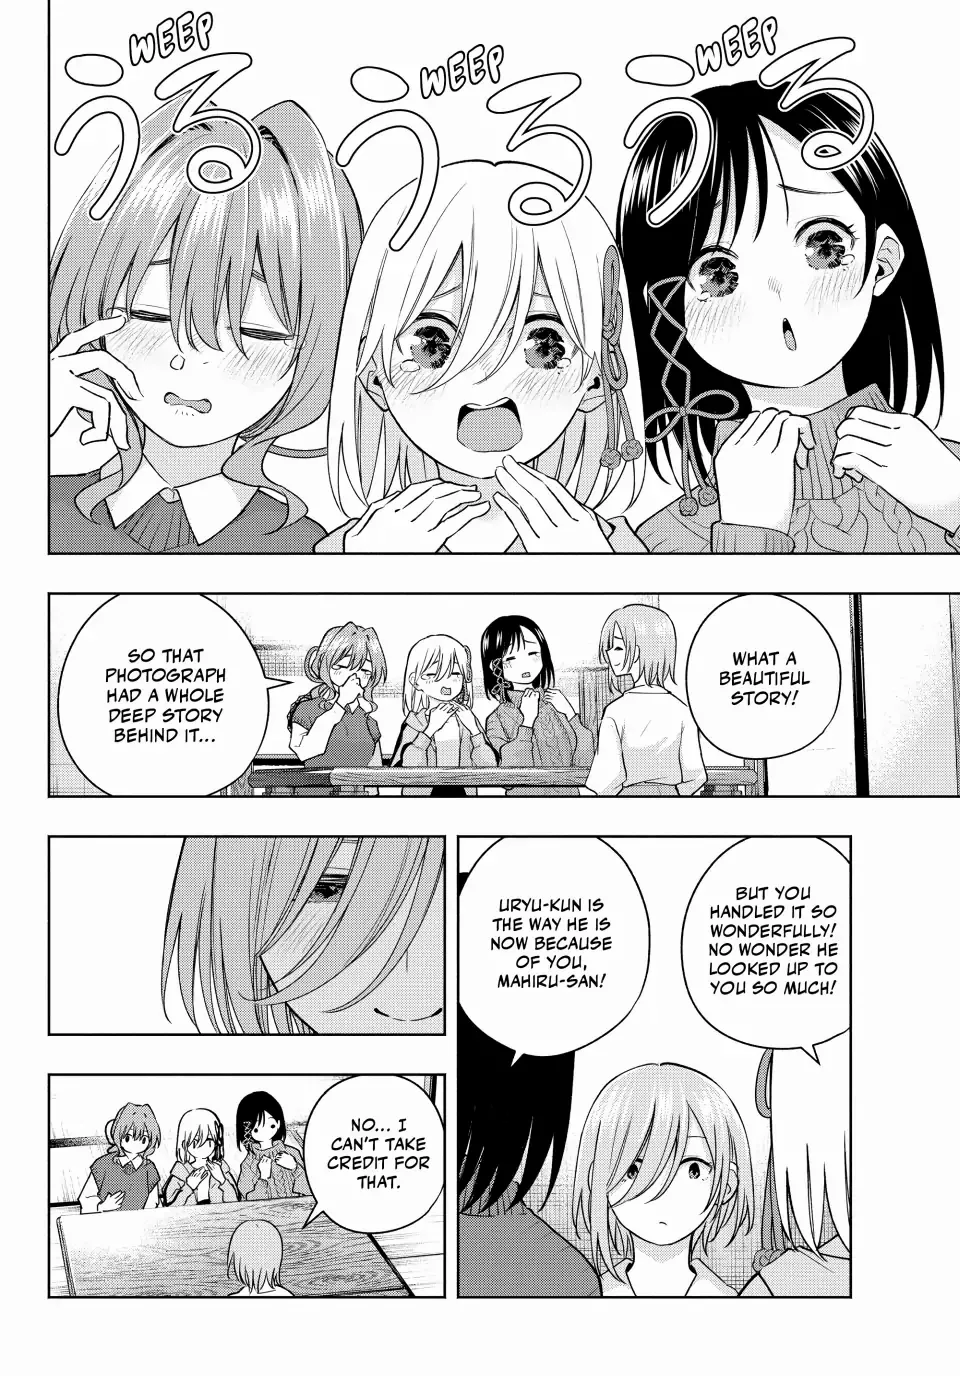 WEEP
うる
WEEP
うる
WEEP
うる
WHAT A
BEAUTIFUL
STORY!
SO THAT
PHOTOGRAPH
HAD A WHOLE
DEEP STORY
BEHIND IT...
BUT YOU
HANDLED IT SO
WONDERFULLY!
NO WONDER HE
LOOKED UP TO
YOU SO MUCH!
URYU-KUN IS
THE WAY HE IS
NOW BECAUSE
OF YOU,
MAHIRU-SAN!
NO... I
CAN'T TAKE
CREDIT FOR
THAT.